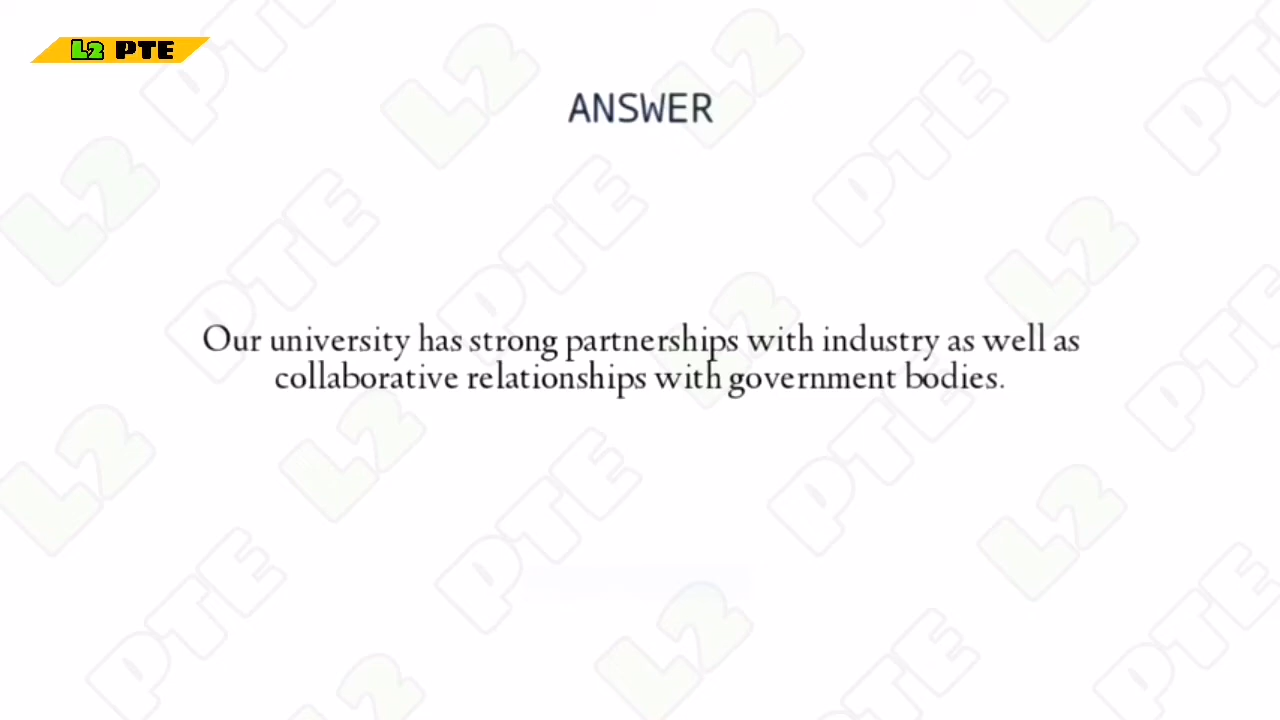 L2 PTE
ANSWER
Our university has strong partnerships with industry as well as
collaborative relationships with government bodies.